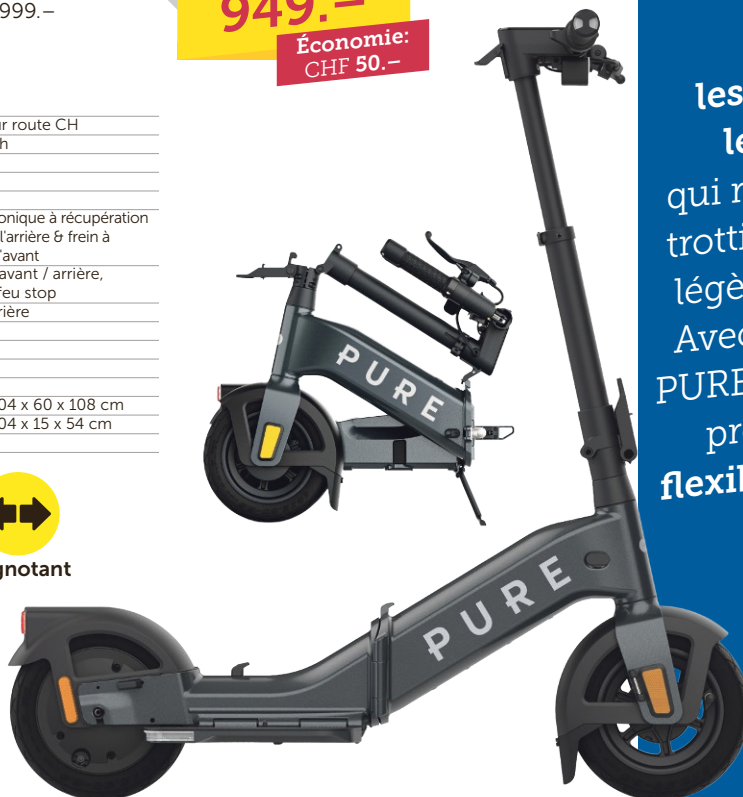 999.–
949.–
Économie:
CHF 50.–
r route CH
h
onique à récupération
l'arrière & frein à
'avant
avant / arrière,
feu stop
rière
04 x 60 x 108 cm
04 x 15 x 54 cm
gnotant
PURE
PURE
les
le
qui
trotti
légè
Avec
PURE
pr
flexil